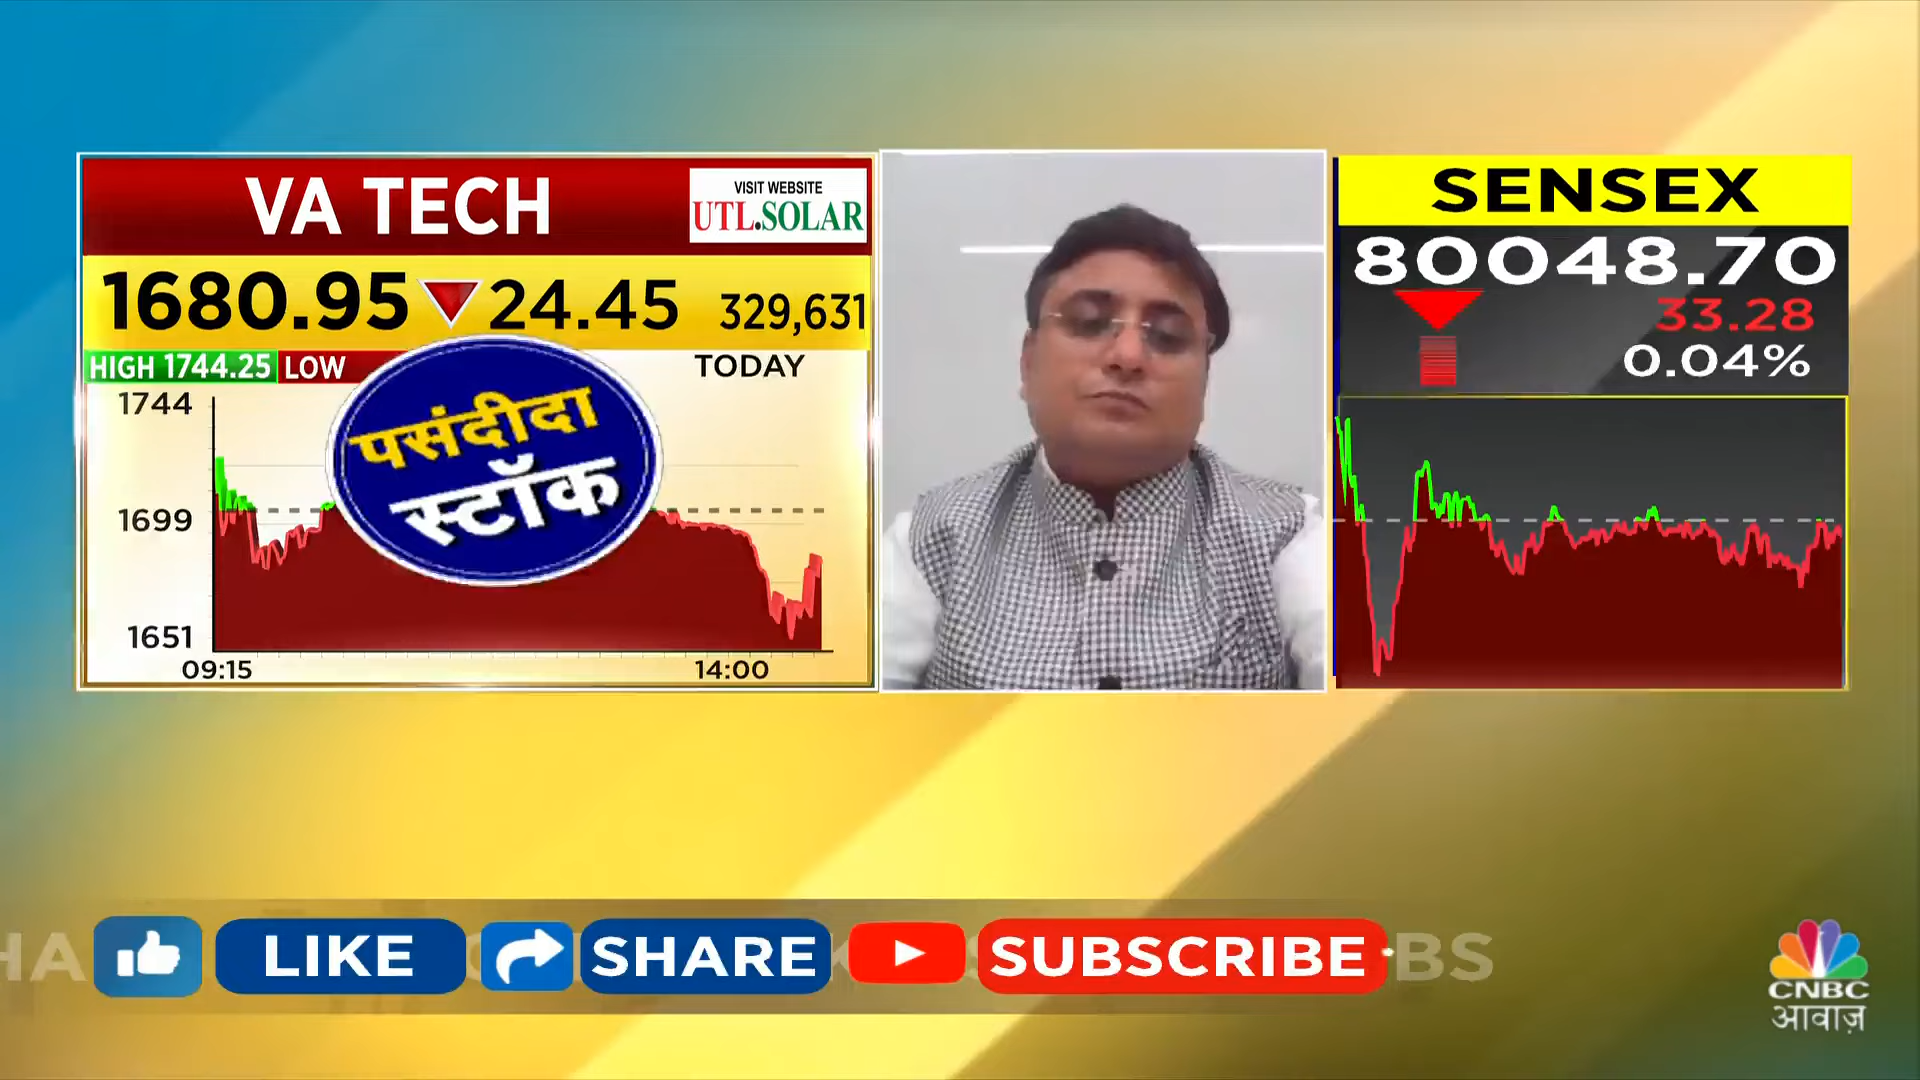 VA TECH
VISIT WEBSITE
UTL.SOLAR
1680.95 24.45 329,631
HIGH 1744.25 LOW
TODAY
पसंदीदा
स्टॉक
1744
1699
1651
09:15 14:00
SENSEX
80048.70
33.28
0.04%
LIKE SHARE SUBSCRIBE
CNBC
आवाज़